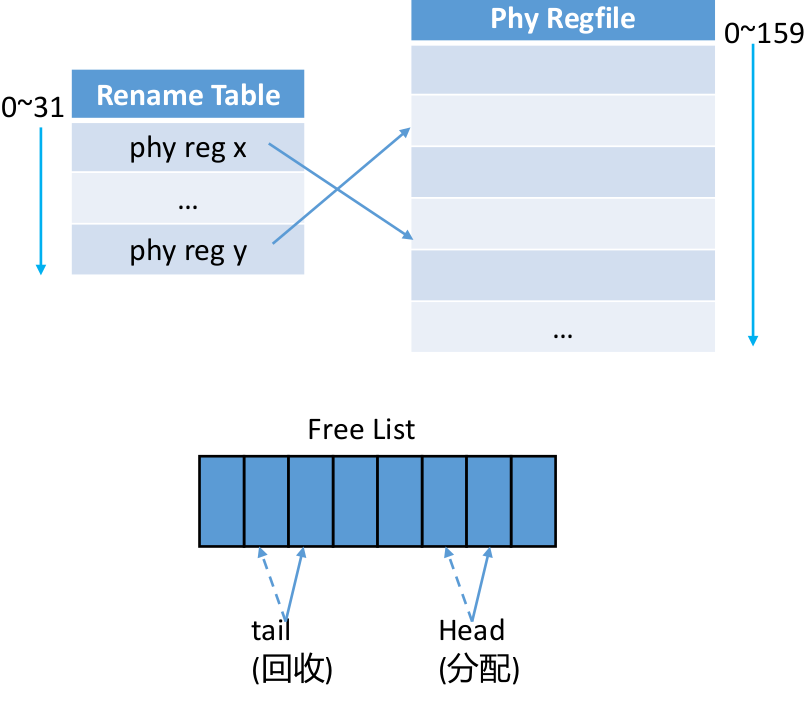 Phy Regfile
0~159
Rename Table
0~31
phy reg x
...
phy reg y
...
Free List
tail
(回收)
Head
(分配)